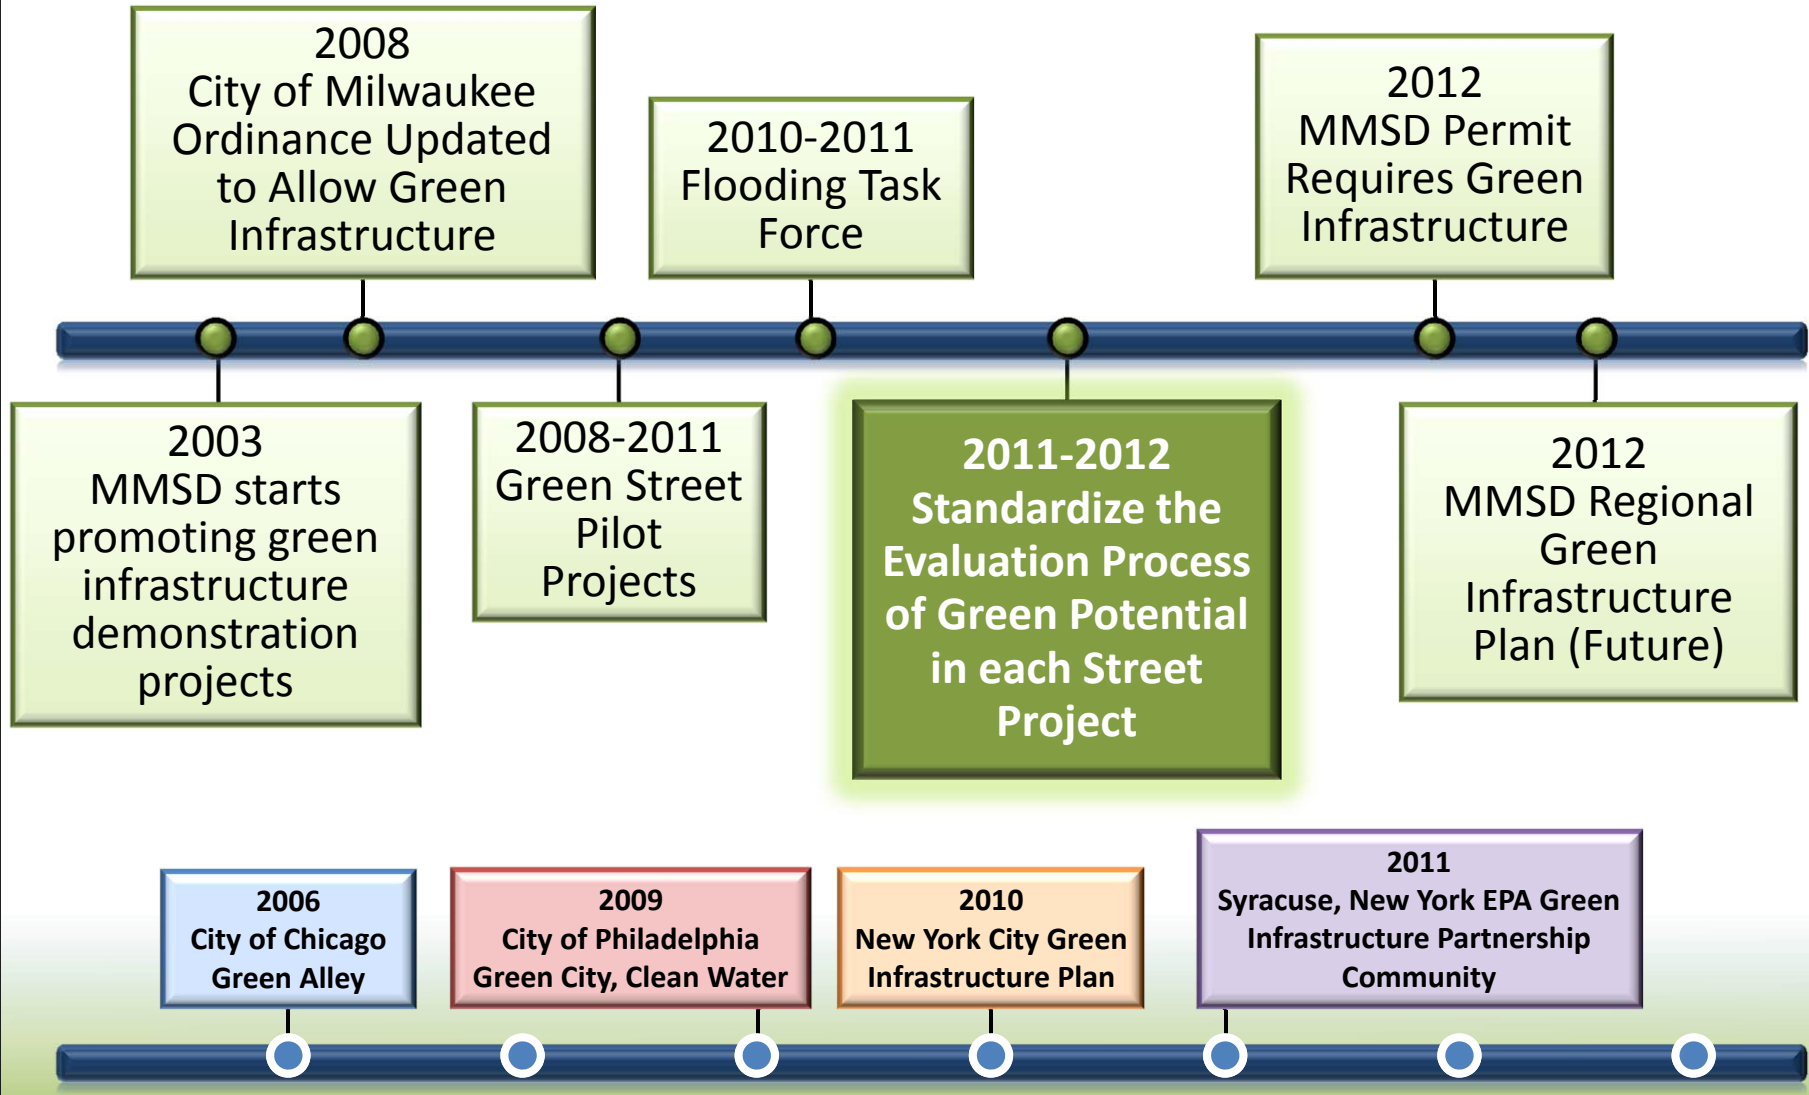 2008
City of Milwaukee
Ordinance Updated
to Allow Green
Infrastructure
2010-2011
Flooding Task
Force
2012
MMSD Permit
Requires Green
Infrastructure
2003
MMSD starts
promoting green
infrastructure
demonstration
projects
2008-2011
Green Street
Pilot
Projects
2011-2012
Standardize the
Evaluation Process
of Green Potential
in each Street
Project
2012
MMSD Regional
Green
Infrastructure
Plan (Future)
2006
City of Chicago
Green Alley
2009
City of Philadelphia
Green City, Clean Water
2010
New York City Green
Infrastructure Plan
2011
Syracuse, New York EPA Green
Infrastructure Partnership
Community